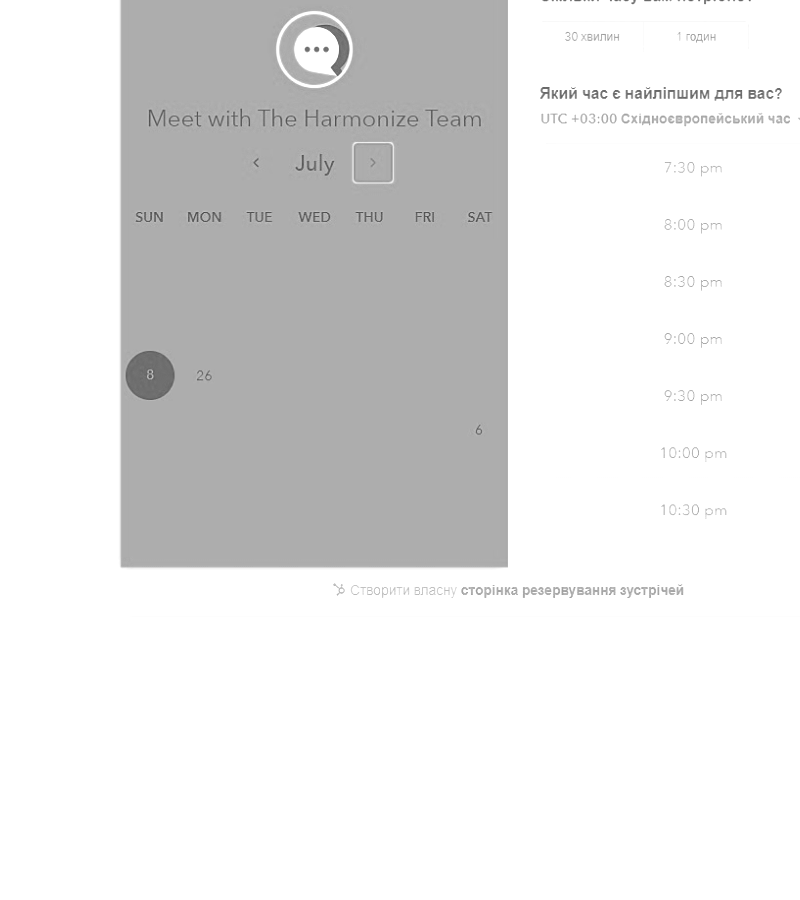 Meet with The Harmonize Team
July
SUN MON TUE WED THU FRI SAT
8 26
6
30 хвилин 1 годин
Який час є найліпшим для вас?
UTC +03:00 Східноєвропейський час
7:30 pm
8:00 pm
8:30 pm
9:00 pm
9:30 pm
10:00 pm
10:30 pm
Створити власну сторінка резервування зустрічей